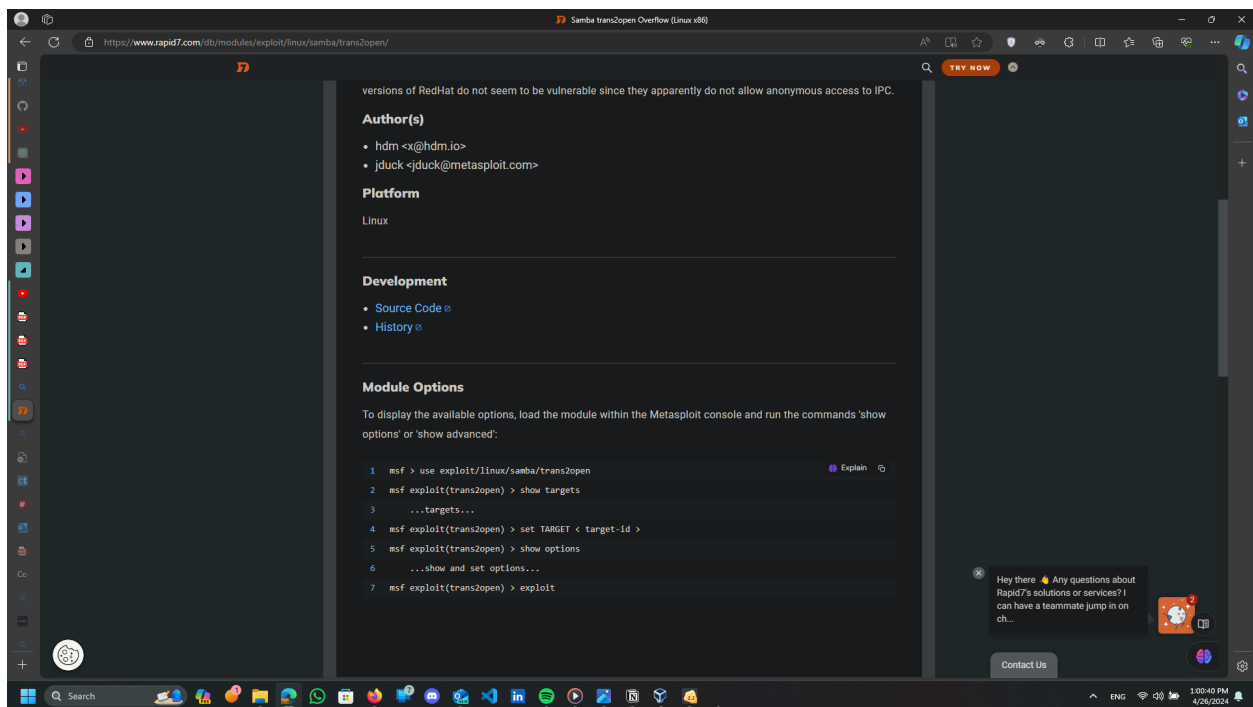 Samba trans2open Overflow (Linux x86)
https://www.rapid7.com/db/modules/exploit/linux/samba/trans2open/
TRY NOW
versions of RedHat do not seem to be vulnerable since they apparently do not allow anonymous access to IPC.
Author(s)
• hdm <x@hdm.io>
• jduck <jduck@metasploit.com>
Platform
Linux
Development
• Source Code
• History
Module Options
To display the available options, load the module within the Metasploit console and run the commands 'show
options' or 'show advanced':
Explain
1 msf > use exploit/linux/samba/trans2open
2 msf exploit(trans2open) > show targets
3 ...targets...
4 msf exploit(trans2open) > set TARGET < target-id >
5 msf exploit(trans2open) > show options
6 ...show and set options...
7 msf exploit(trans2open) > exploit
Hey there 👋 Any questions about
Rapid7's solutions or services? I
can have a teammate jump in on
ch...
2
Contact Us
Search
ENG
1:00:40 PM
4/26/2024